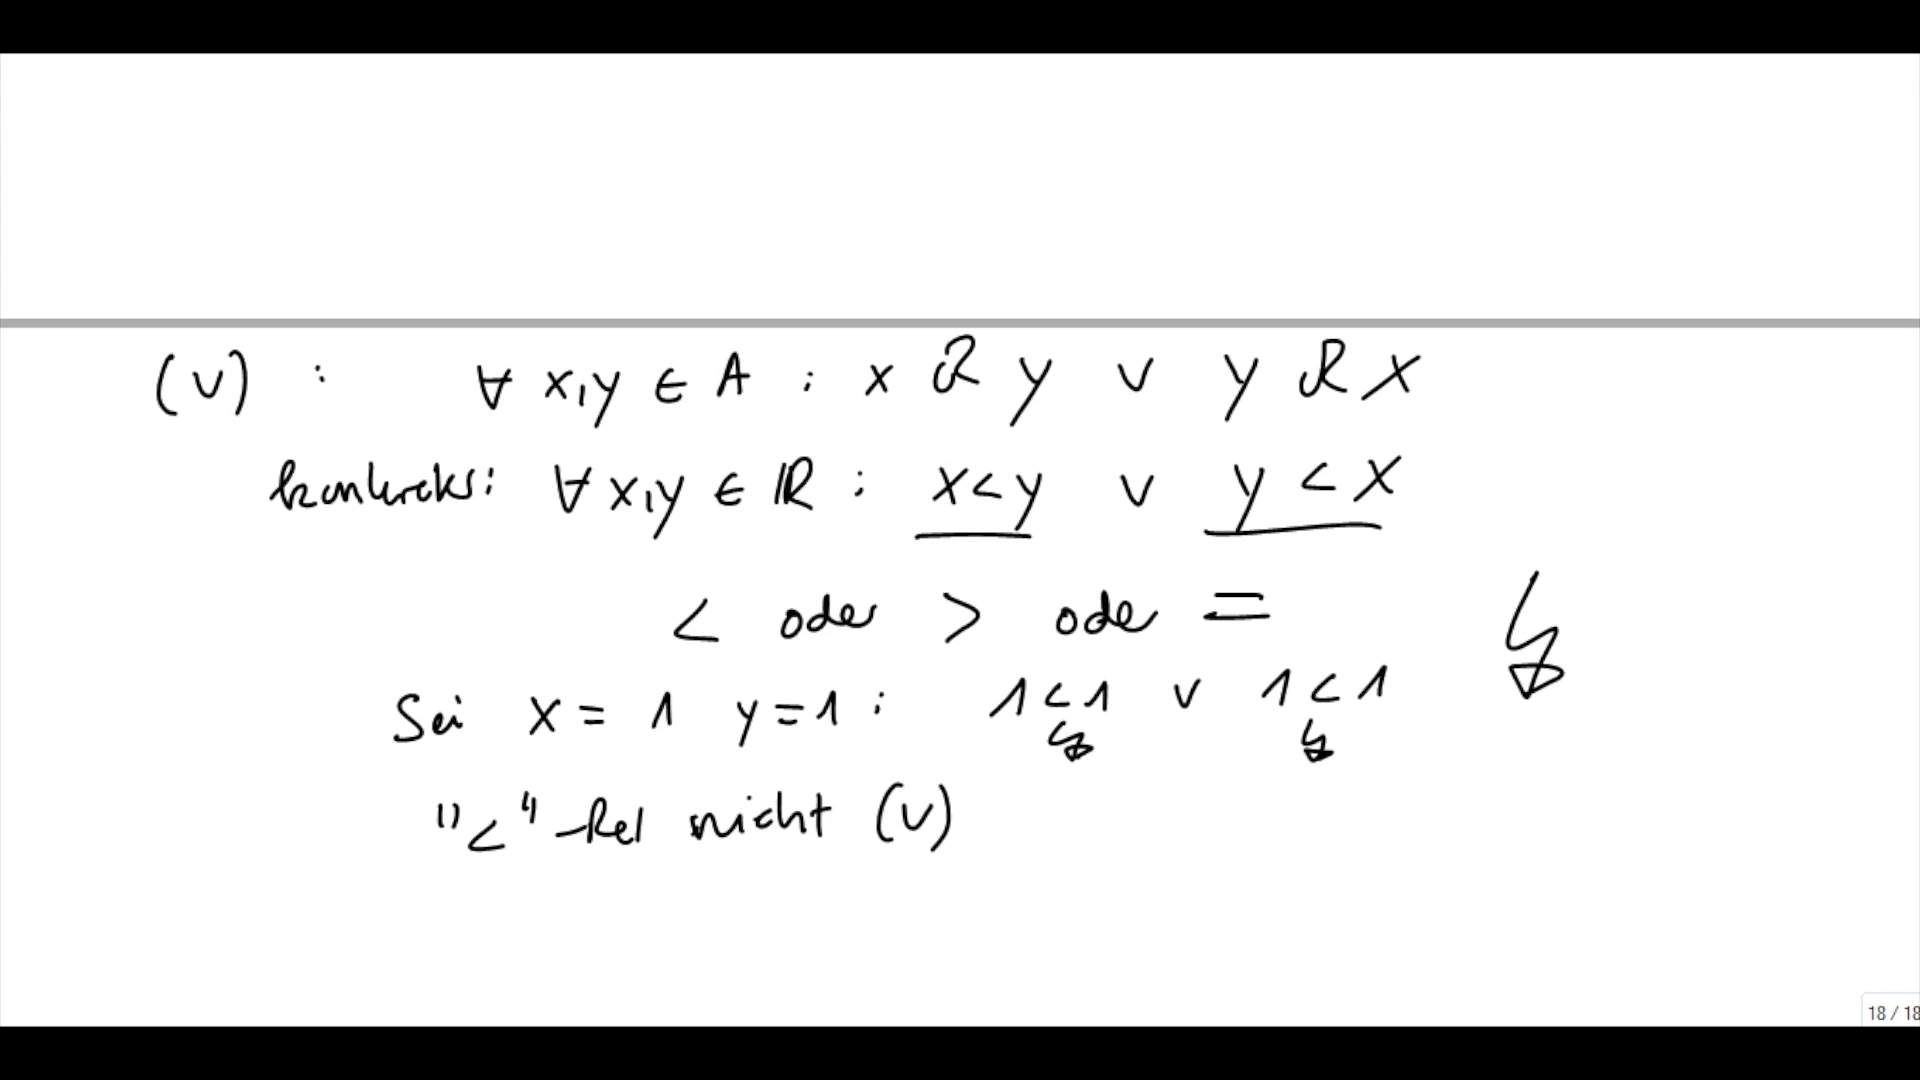 (V) : ∀ x,y ∈ A : x R y ∨ y R x
konkret: ∀ x,y ∈ ℝ : x<y ∨ y < x
< oder > oder = ↯
Sei x = 1 y = 1 : 1 < 1 ∨ 1 < 1
↯ ↯
"<" -Rel nicht (V)
18 / 18